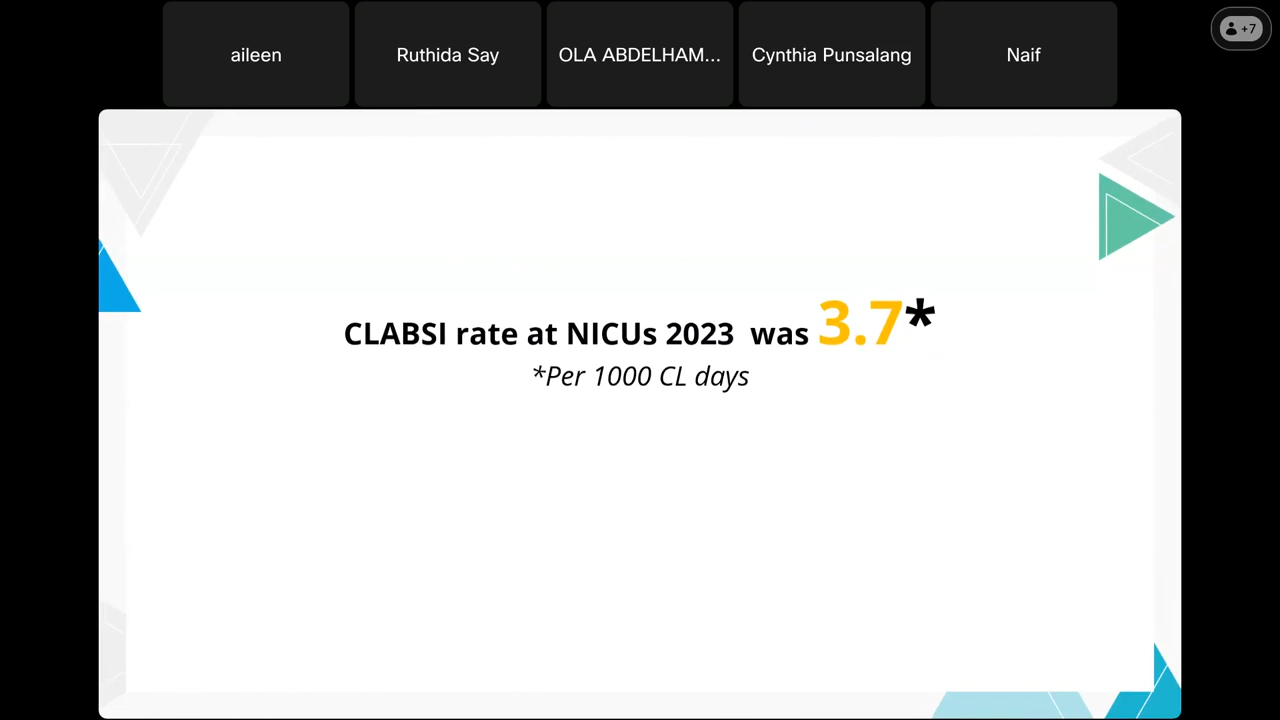 aileen
Ruthida Say
OLA ABDELHAM...
Cynthia Punsalang
Naif
+7
CLABSI rate at NICUs 2023 was 3.7*
*Per 1000 CL days